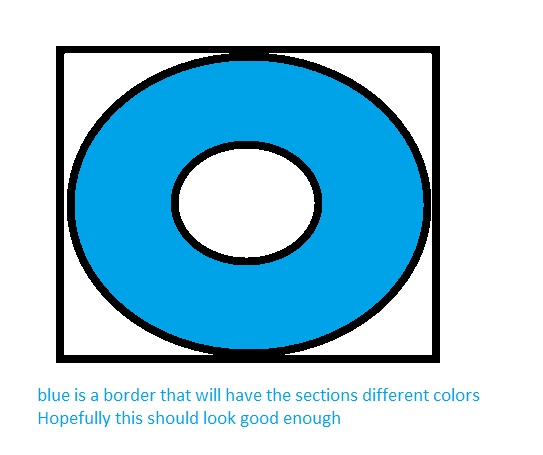 blue is a border that will have the sections different colors
Hopefully this should look good enough